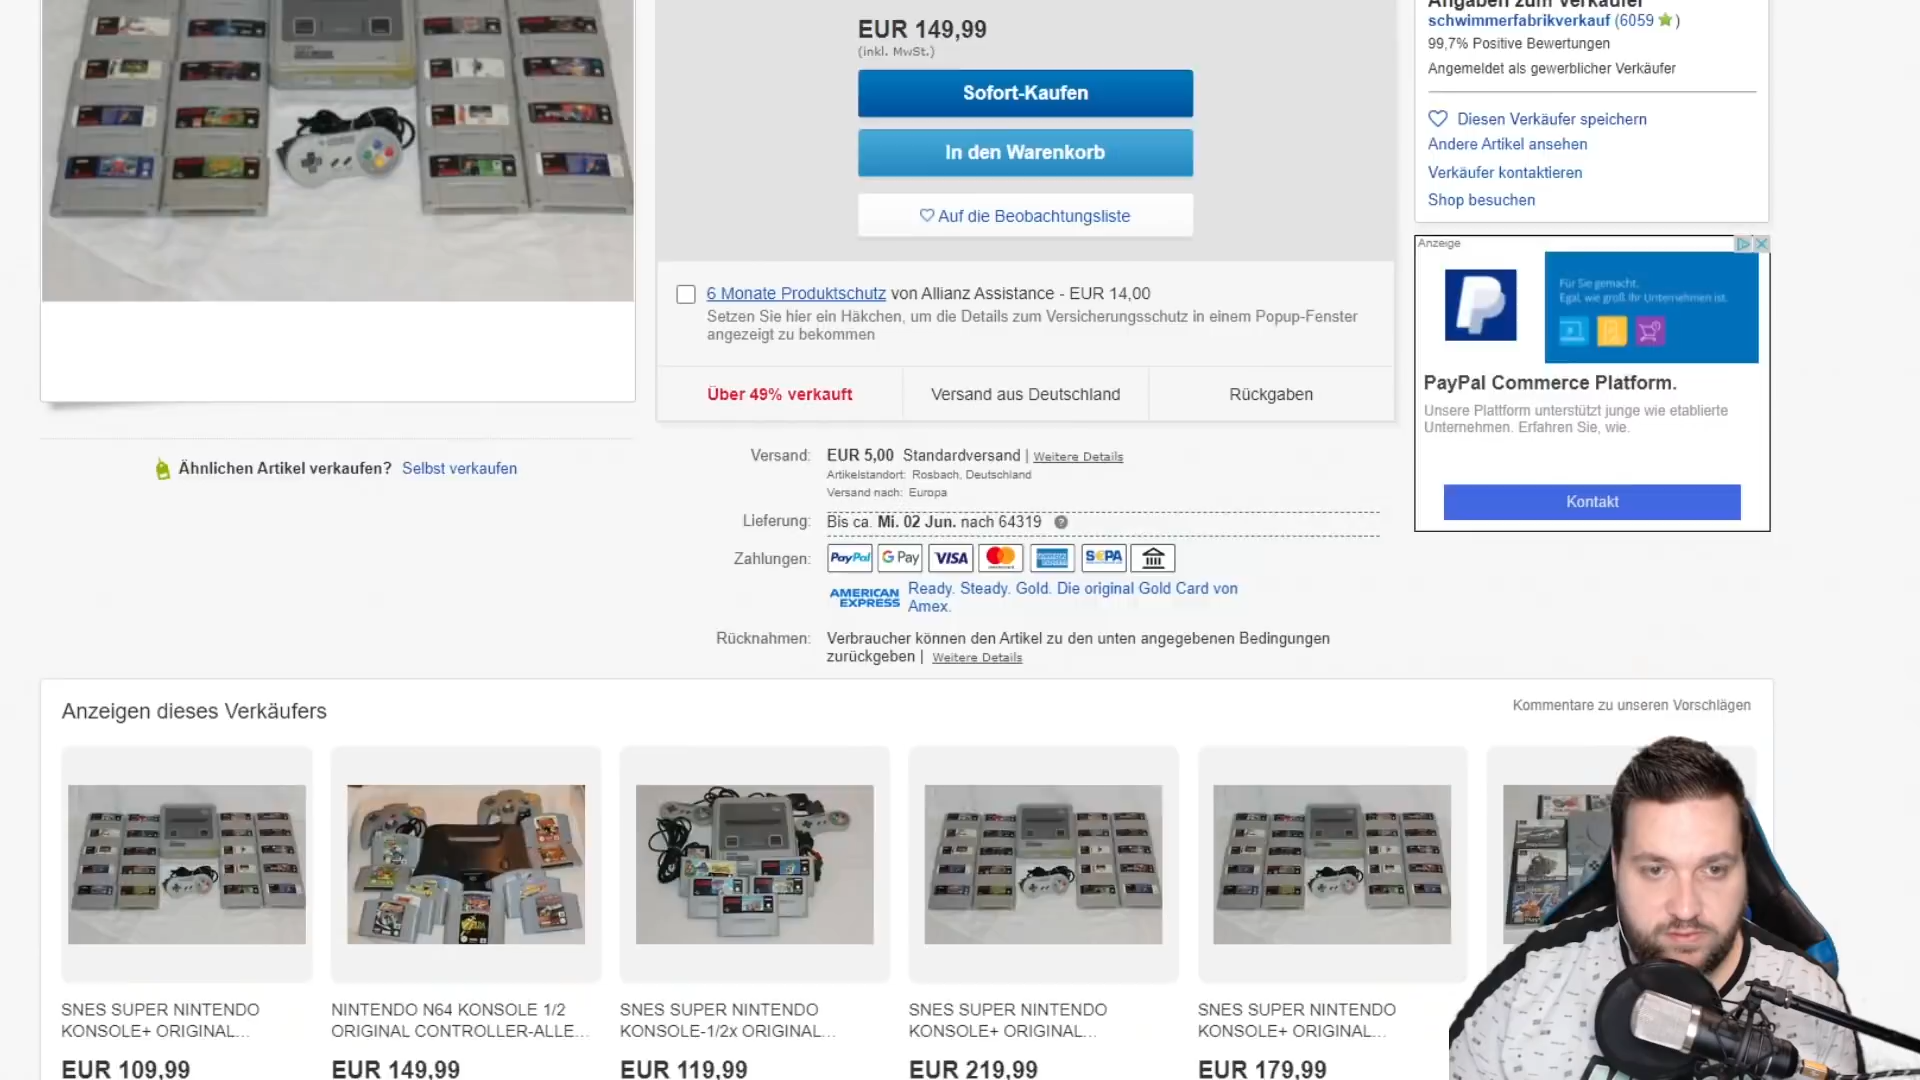 EUR 149,99
(inkl. MwSt.)
Sofort-Kaufen
In den Warenkorb
Auf die Beobachtungsliste
6 Monate Produktschutz von Allianz Assistance - EUR 14,00
Setzen Sie hier ein Häkchen, um die Details zum Versicherungsschutz in einem Popup-Fenster
angezeigt zu bekommen
Über 49% verkauft
Versand aus Deutschland
Rückgaben
Angaben zum Verkäufer
schwimmerfabrikverkauf (6059 )
99,7% Positive Bewertungen
Angemeldet als gewerblicher Verkäufer
Diesen Verkäufer speichern
Andere Artikel ansehen
Verkäufer kontaktieren
Shop besuchen
Anzeige
Für Sie gemacht.
Egal, wie groß Ihr Unternehmen ist.
PayPal Commerce Platform.
Unsere Plattform unterstützt junge wie etablierte
Unternehmen. Erfahren Sie, wie.
Kontakt
Ähnlichen Artikel verkaufen? Selbst verkaufen
Versand: EUR 5,00 Standardversand | Weitere Details
Artikelstandort: Rosbach, Deutschland
Versand nach: Europa
Lieferung: Bis ca. Mi. 02 Jun. nach 64319
Zahlungen: PayPal G Pay VISA SEPA
AMERICAN EXPRESS Ready. Steady. Gold. Die original Gold Card von
Amex.
Rücknahmen: Verbraucher können den Artikel zu den unten angegebenen Bedingungen
zurückgeben | Weitere Details
Anzeigen dieses Verkäufers
Kommentare zu unseren Vorschlägen
SNES SUPER NINTENDO
KONSOLE+ ORIGINAL...
EUR 109,99
NINTENDO N64 KONSOLE 1/2
ORIGINAL CONTROLLER-ALLE...
EUR 149,99
SNES SUPER NINTENDO
KONSOLE-1/2x ORIGINAL...
EUR 119,99
SNES SUPER NINTENDO
KONSOLE+ ORIGINAL...
EUR 219,99
SNES SUPER NINTENDO
KONSOLE+ ORIGINAL...
EUR 179,99